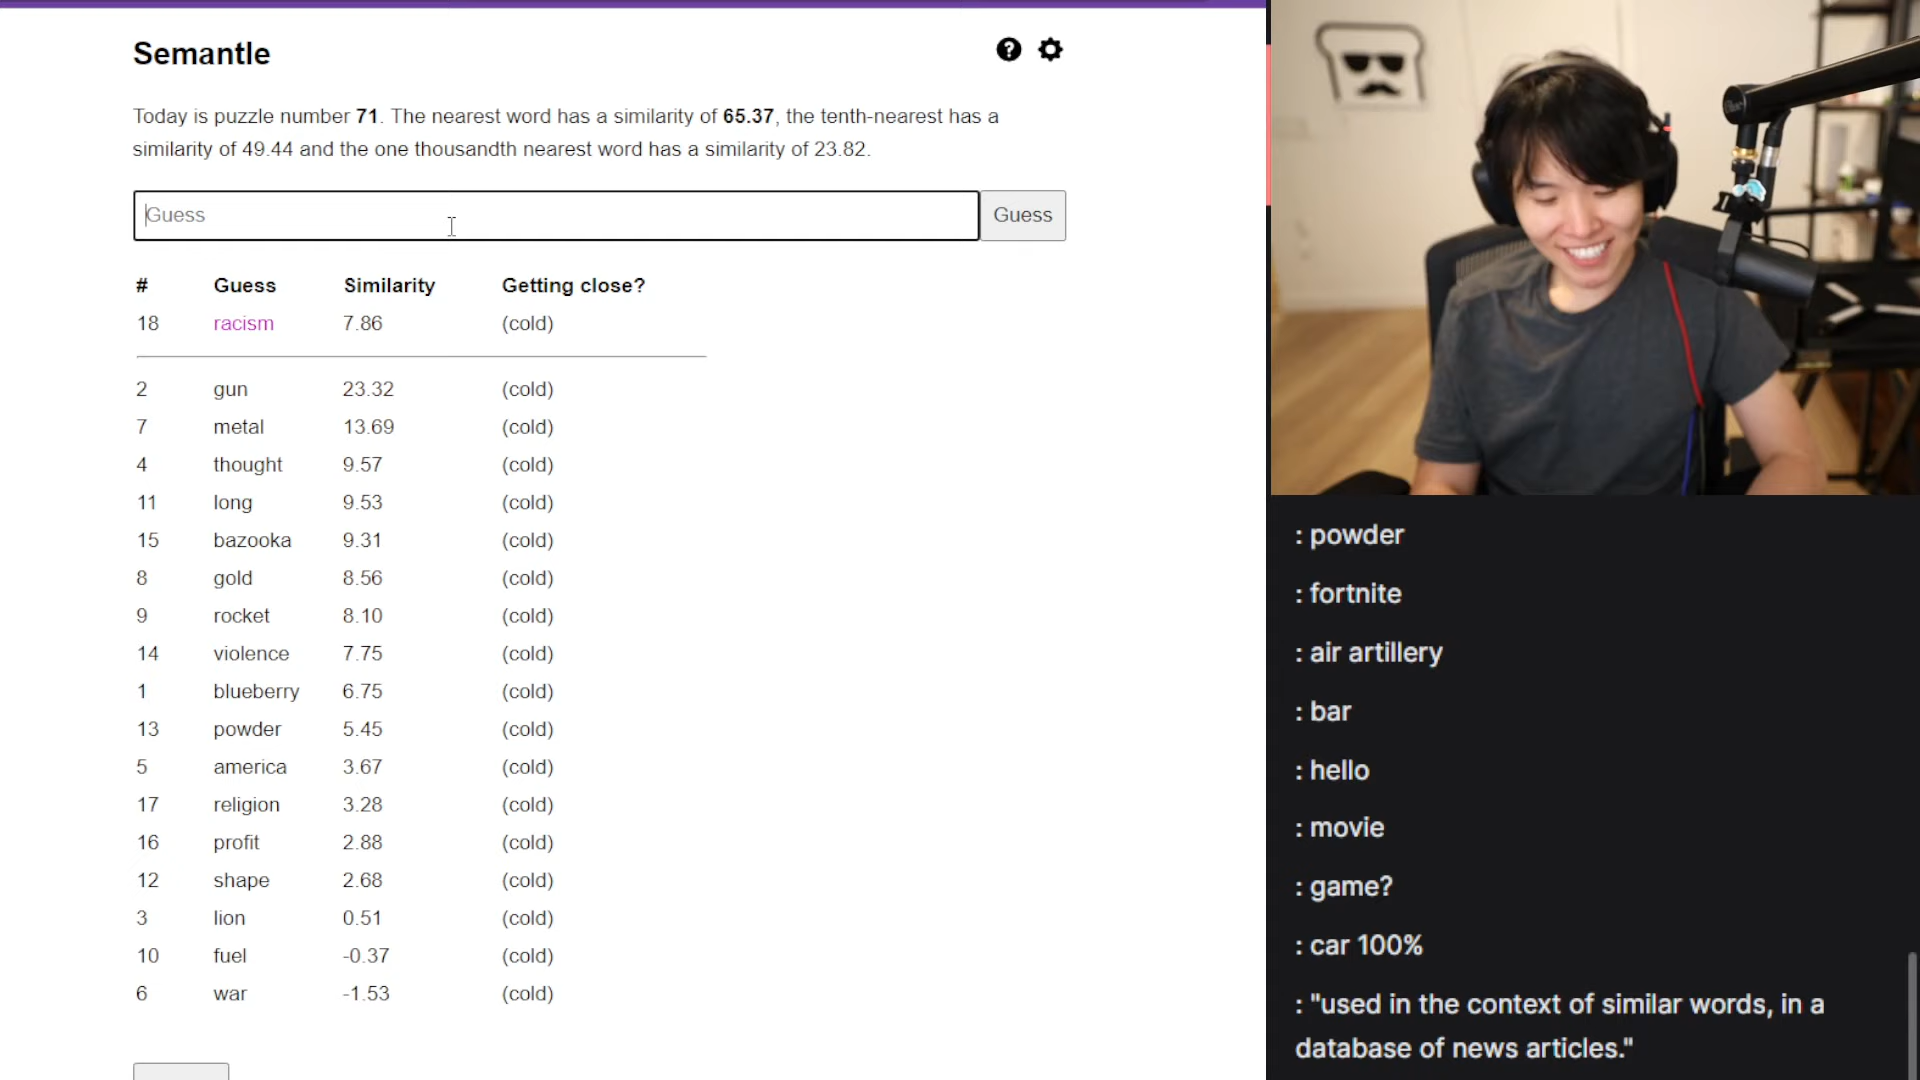 Semantle
Today is puzzle number 71. The nearest word has a similarity of 65.37, the tenth-nearest has a
similarity of 49.44 and the one thousandth nearest word has a similarity of 23.82.
Guess Guess
# Guess Similarity Getting close?
18 racism 7.86 (cold)
2 gun 23.32 (cold)
7 metal 13.69 (cold)
4 thought 9.57 (cold)
11 long 9.53 (cold)
15 bazooka 9.31 (cold)
8 gold 8.56 (cold)
9 rocket 8.10 (cold)
14 violence 7.75 (cold)
1 blueberry 6.75 (cold)
13 powder 5.45 (cold)
5 america 3.67 (cold)
17 religion 3.28 (cold)
16 profit 2.88 (cold)
12 shape 2.68 (cold)
3 lion 0.51 (cold)
10 fuel -0.37 (cold)
6 war -1.53 (cold)
: powder
: fortnite
: air artillery
: bar
: hello
: movie
: game?
: car 100%
: "used in the context of similar words, in a
database of news articles."